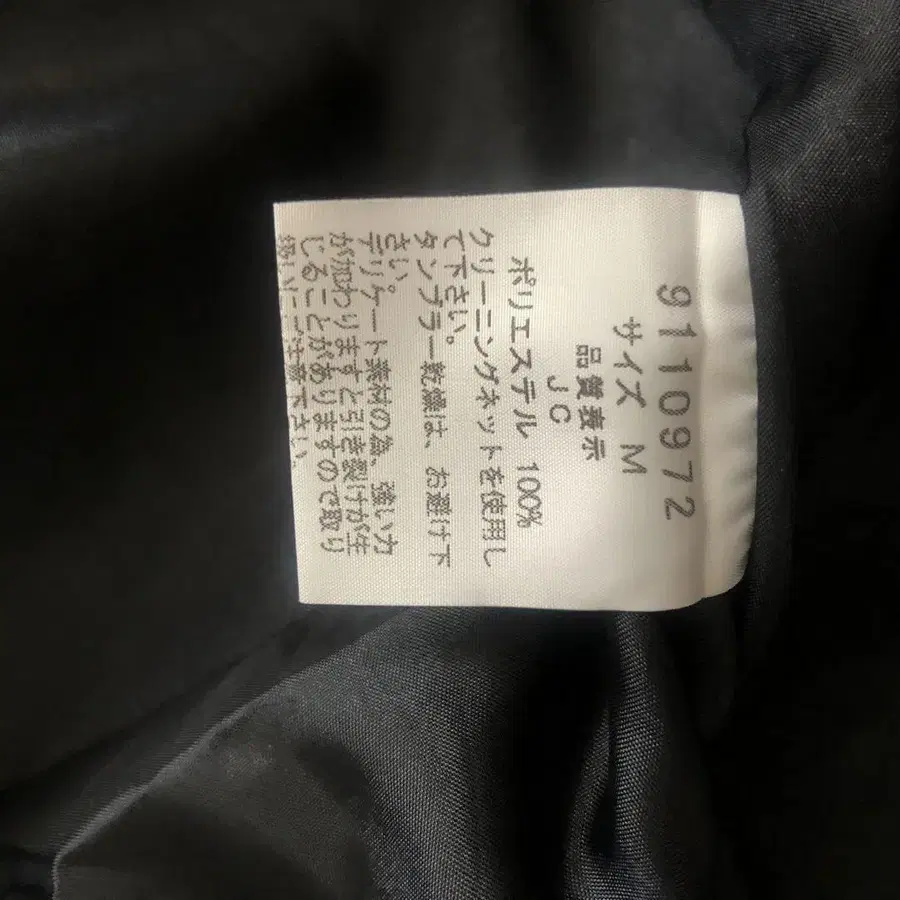 9110972
サイズ M
品質表示
JC
ポリエステル 100%
クリーニングネットを使用し
て下さい。
タンブラー乾燥は、お避け下
さい。
デリケート素材の為、強い力
が加わりますと引き裂けが生
じることがありますので取り
扱いにご注意下さい。